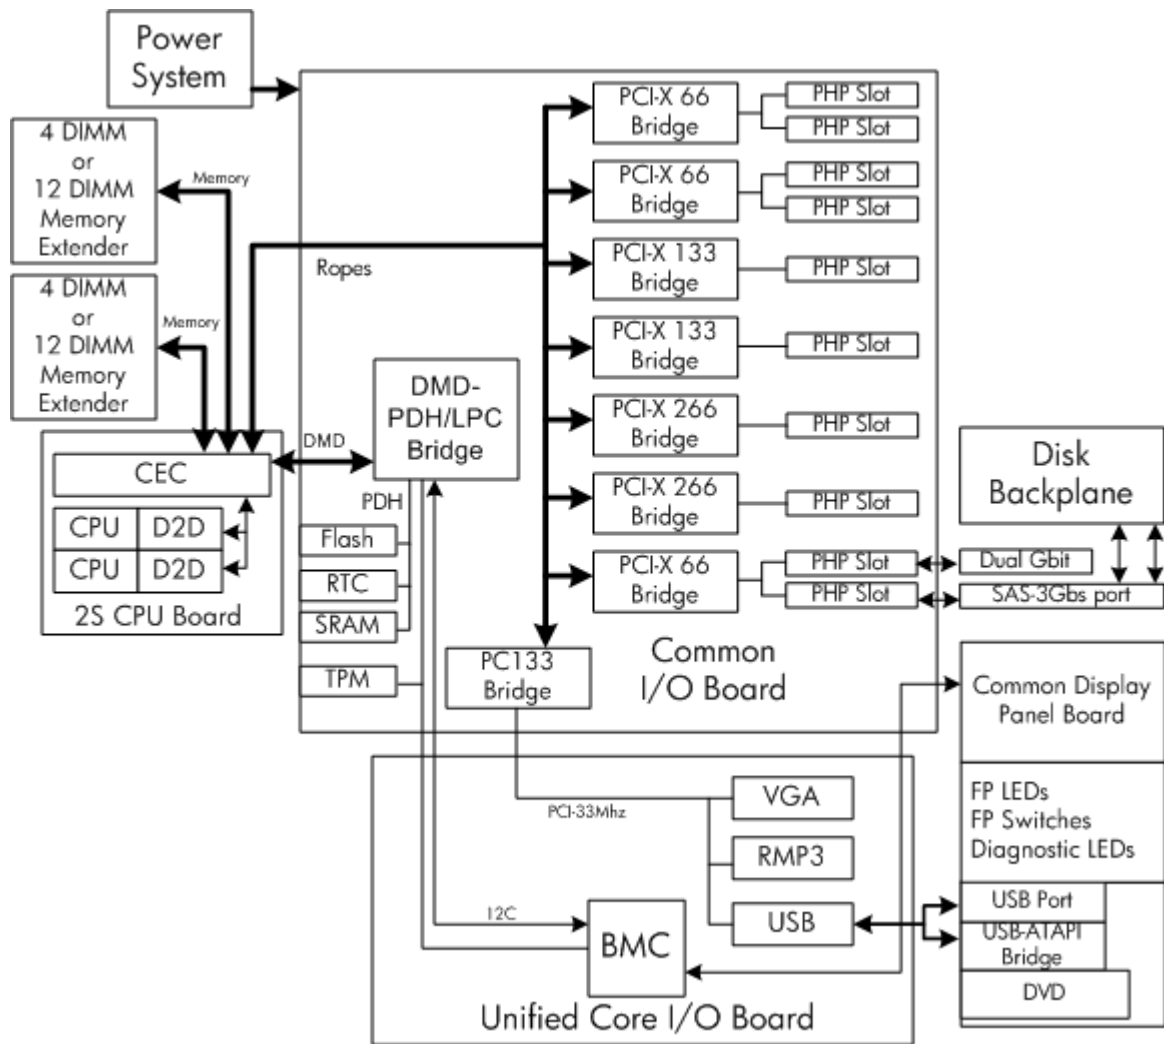 Power
System
4 DIMM
or
12 DIMM
Memory
Extender
Memory
4 DIMM
or
12 DIMM
Memory
Extender
Memory
Ropes
PCI-X 66
Bridge
PHP Slot
PHP Slot
PCI-X 66
Bridge
PHP Slot
PHP Slot
PCI-X 133
Bridge
PHP Slot
PCI-X 133
Bridge
PHP Slot
PCI-X 266
Bridge
PHP Slot
PCI-X 266
Bridge
PHP Slot
PCI-X 66
Bridge
PHP Slot
PHP Slot
DMD-
PDH/LPC
Bridge
DMD
PDH
CEC
CPU
D2D
CPU
D2D
2S CPU Board
Flash
RTC
SRAM
TPM
PC133
Bridge
Common
I/O Board
Disk
Backplane
Dual Gbit
SAS-3Gbs port
Common Display
Panel Board
FP LEDs
FP Switches
Diagnostic LEDs
USB Port
USB-ATAPI
Bridge
DVD
PCI-33Mhz
VGA
RMP3
USB
12C
BMC
Unified Core I/O Board